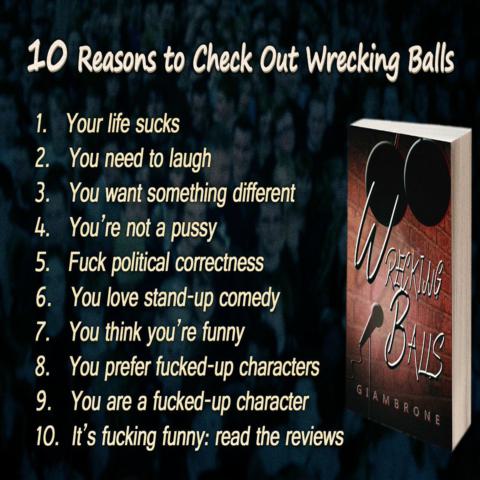 10 Reasons to Check Out Wrecking Balls
1. Your life sucks
2. You need to laugh
3. You want something different
4. You're not a pussy
5. Fuck political correctness
6. You love stand-up comedy
7. You think you're funny
8. You prefer fucked-up characters
9. You are a fucked-up character
10. It's fucking funny: read the reviews
WRECKING
BALLS
GIAMBRONE